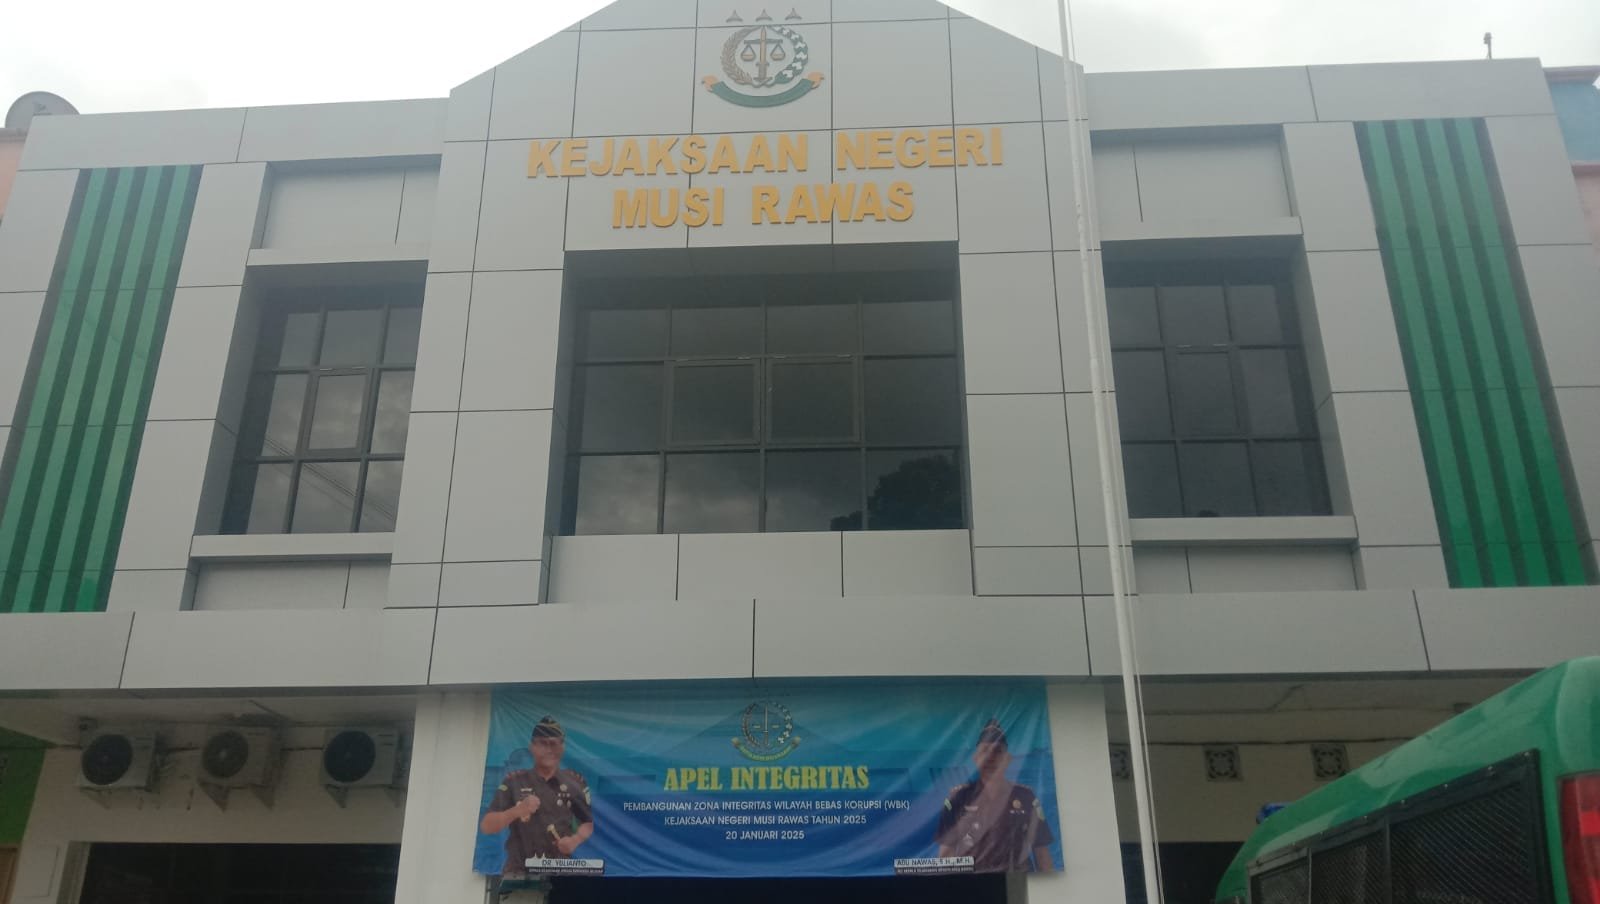 KEJAKSAAN NEGERI
MUSI RAWAS
APEL INTEGRITAS
PEMBANGUNAN ZONA INTEGRITAS WILAYAH BEBAS KORUPSI (WBK)
KEJAKSAAN NEGERI MUSI RAWAS TAHUN 2025
20 JANUARI 2025
DR. YULIANTO
ABU NAWAS, S.H., M.H.